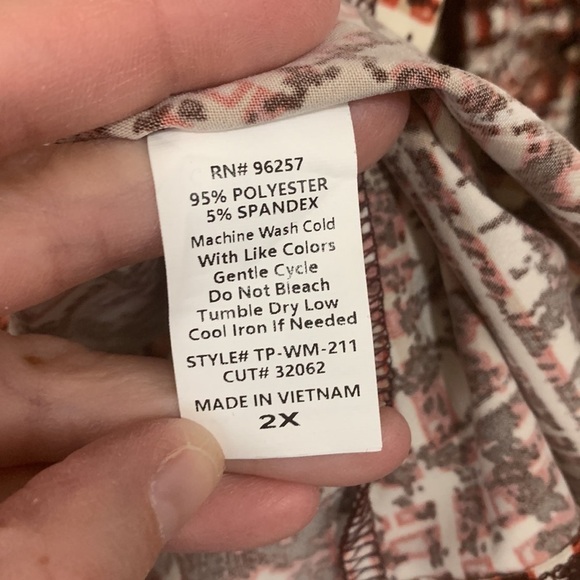 RN# 96257
95% POLYESTER
5% SPANDEX
Machine Wash Cold
With Like Colors
Gentle Cycle
Do Not Bleach
Tumble Dry Low
Cool Iron If Needed
STYLE# TP-WM-211
CUT# 32062
MADE IN VIETNAM
2X